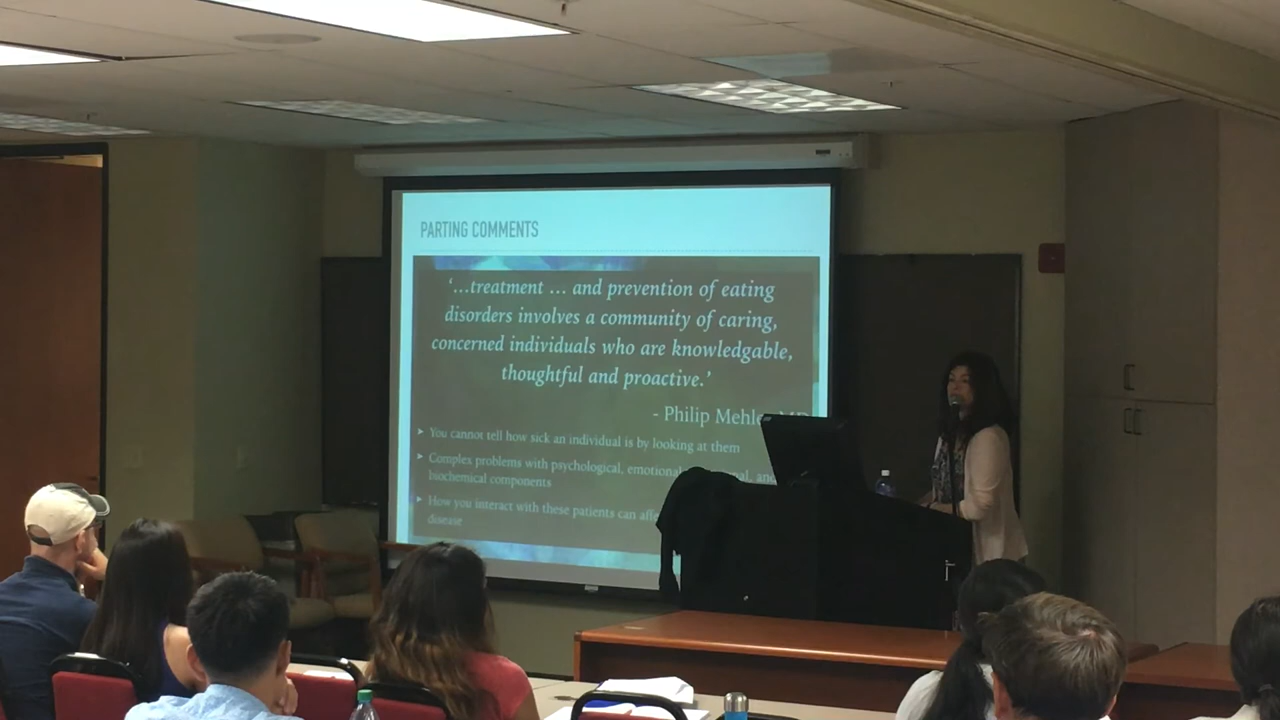 PARTING COMMENTS
‘...treatment ... and prevention of eating
disorders involves a community of caring,
concerned individuals who are knowledgable,
thoughtful and proactive.’
- Philip Mehle
You cannot tell how sick an individual is by looking at them
Complex problems with psychological, emotional and
biochemical components
How you interact with these patients can
disease